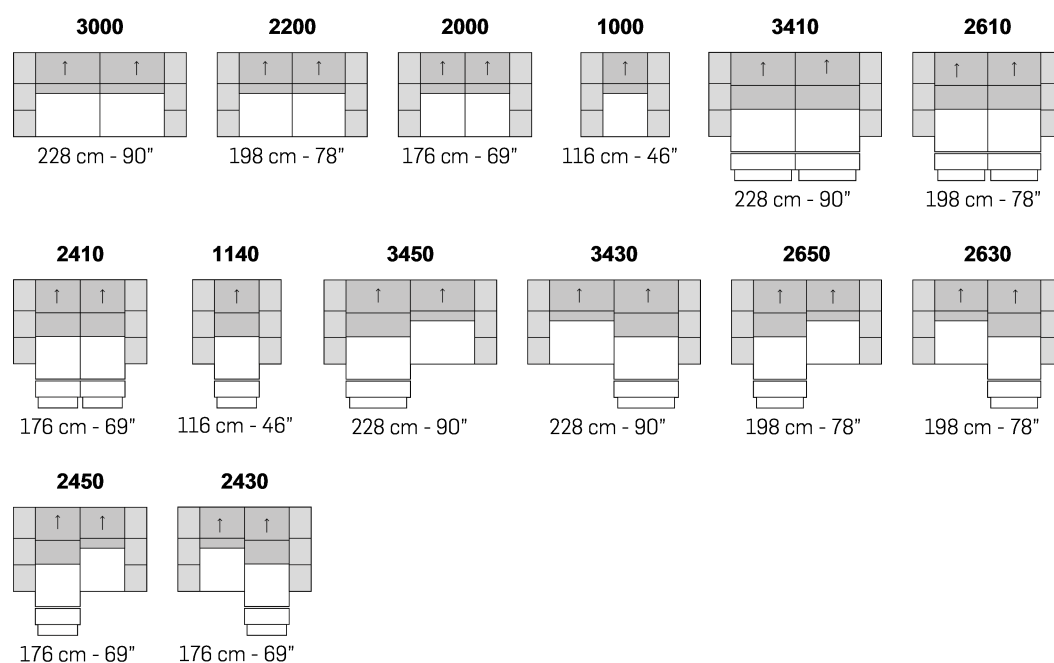 3000 2200 2000 1000 3410 2610
228 cm - 90" 198 cm - 78" 176 cm - 69" 116 cm - 46" 228 cm - 90" 198 cm - 78"
2410 1140 3450 3430 2650 2630
176 cm - 69" 116 cm - 46" 228 cm - 90" 228 cm - 90" 198 cm - 78" 198 cm - 78"
2450 2430
176 cm - 69" 176 cm - 69"